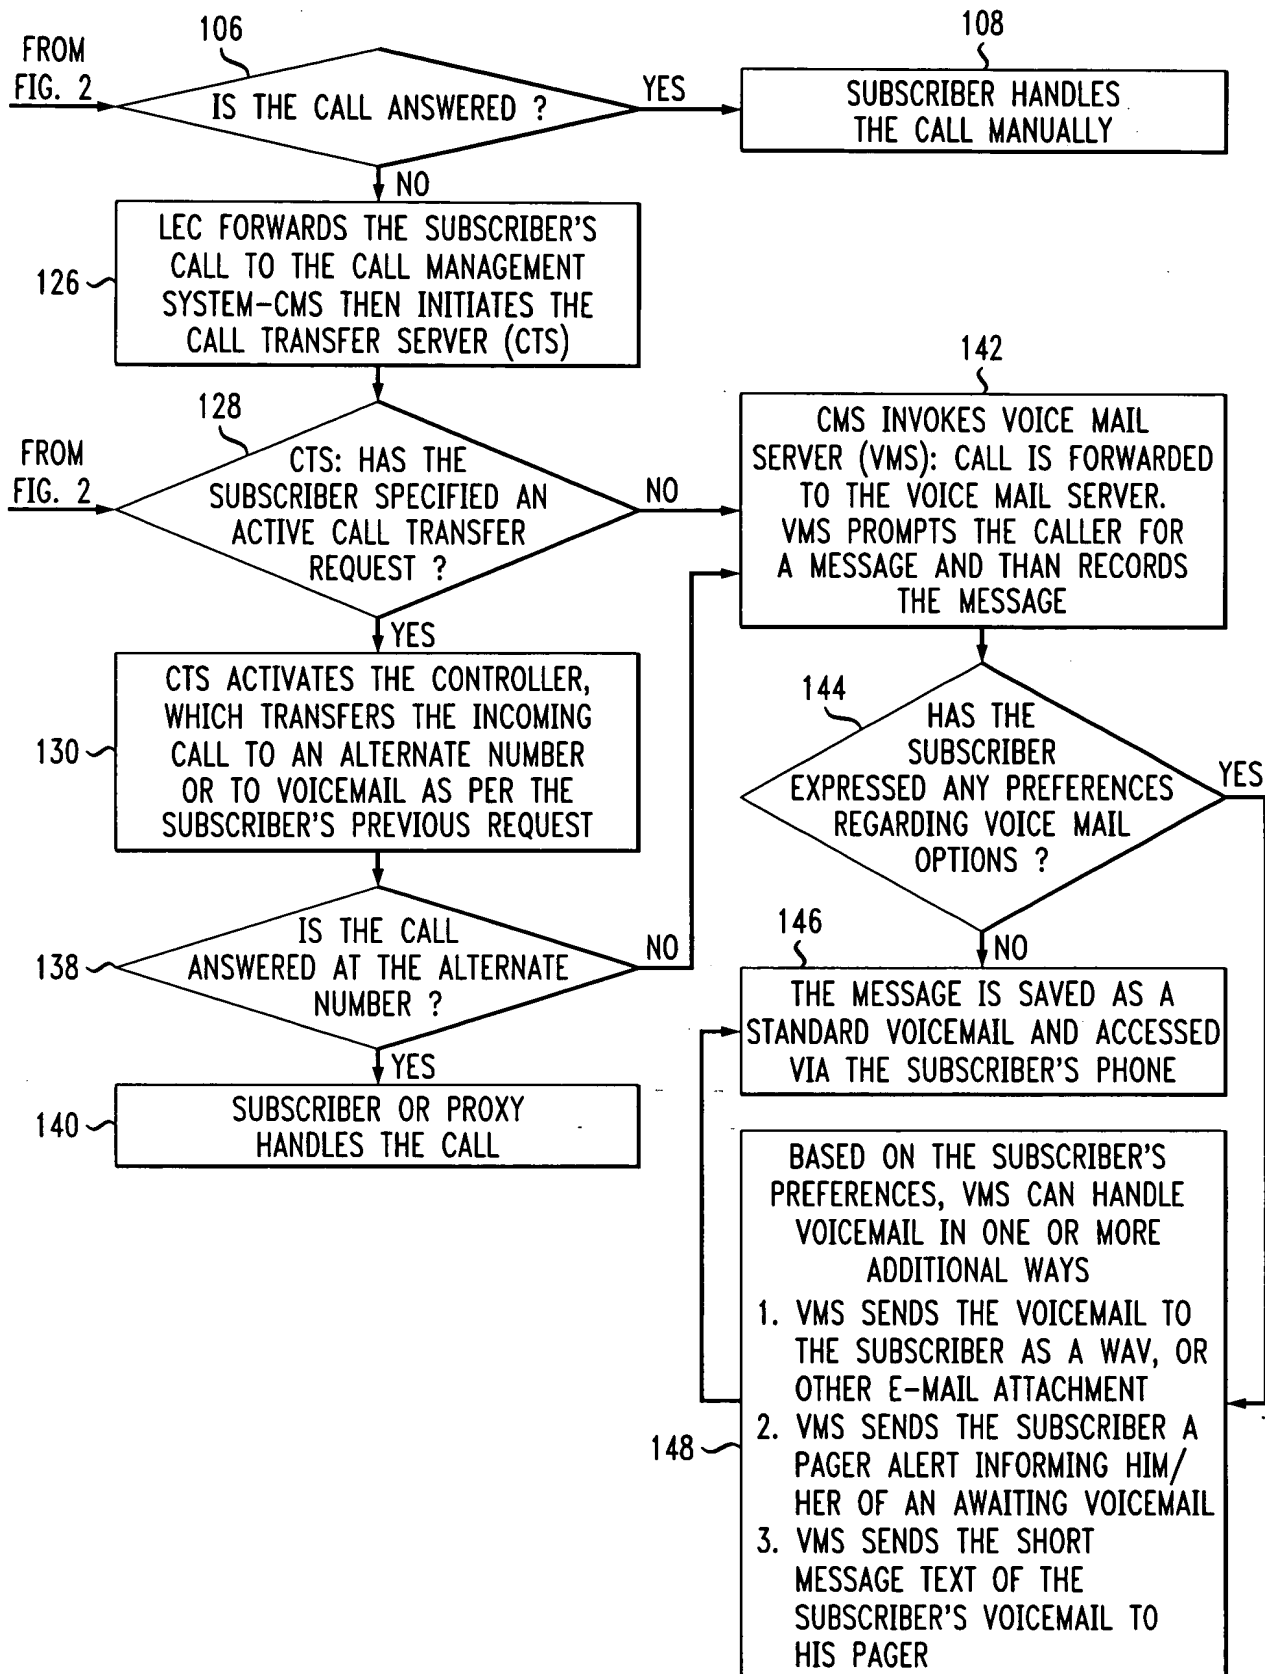 106
108
FROM
FIG. 2
IS THE CALL ANSWERED ?
YES
SUBSCRIBER HANDLES
THE CALL MANUALLY
NO
126
LEC FORWARDS THE SUBSCRIBER'S
CALL TO THE CALL MANAGEMENT
SYSTEM-CMS THEN INITIATES THE
CALL TRANSFER SERVER (CTS)
128
FROM
FIG. 2
CTS: HAS THE
SUBSCRIBER SPECIFIED AN
ACTIVE CALL TRANSFER
REQUEST ?
NO
YES
130
CTS ACTIVATES THE CONTROLLER,
WHICH TRANSFERS THE INCOMING
CALL TO AN ALTERNATE NUMBER
OR TO VOICEMAIL AS PER THE
SUBSCRIBER'S PREVIOUS REQUEST
138
IS THE CALL
ANSWERED AT THE ALTERNATE
NUMBER ?
NO
YES
140
SUBSCRIBER OR PROXY
HANDLES THE CALL
142
CMS INVOKES VOICE MAIL
SERVER (VMS): CALL IS FORWARDED
TO THE VOICE MAIL SERVER.
VMS PROMPTS THE CALLER FOR
A MESSAGE AND THAN RECORDS
THE MESSAGE
144
HAS THE
SUBSCRIBER
EXPRESSED ANY PREFERENCES
REGARDING VOICE MAIL
OPTIONS ?
YES
NO
146
THE MESSAGE IS SAVED AS A
STANDARD VOICEMAIL AND ACCESSED
VIA THE SUBSCRIBER'S PHONE
148
BASED ON THE SUBSCRIBER'S
PREFERENCES, VMS CAN HANDLE
VOICEMAIL IN ONE OR MORE
ADDITIONAL WAYS
1. VMS SENDS THE VOICEMAIL TO
THE SUBSCRIBER AS A WAV, OR
OTHER E-MAIL ATTACHMENT
2. VMS SENDS THE SUBSCRIBER A
PAGER ALERT INFORMING HIM/
HER OF AN AWAITING VOICEMAIL
3. VMS SENDS THE SHORT
MESSAGE TEXT OF THE
SUBSCRIBER'S VOICEMAIL TO
HIS PAGER